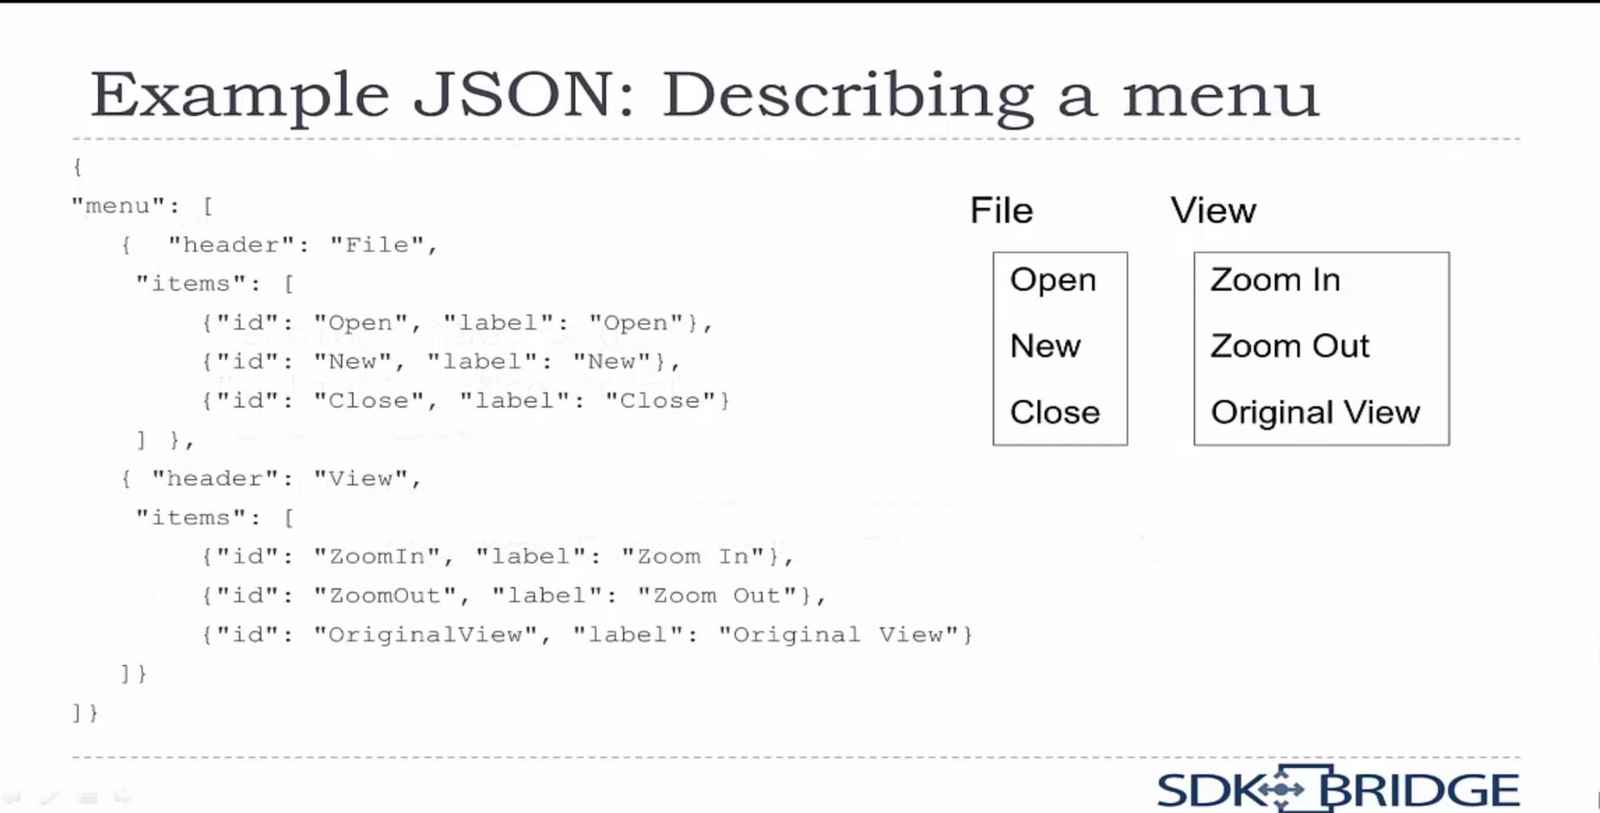 Example JSON: Describing a menu
{
"menu": [
{ "header": "File",
"items": [
{"id": "Open", "label": "Open"},
{"id": "New", "label": "New"},
{"id": "Close", "label": "Close"}
] },
{ "header": "View",
"items": [
{"id": "ZoomIn", "label": "Zoom In"},
{"id": "ZoomOut", "label": "Zoom Out"},
{"id": "OriginalView", "label": "Original View"}
]}
]}
File
Open
New
Close
View
Zoom In
Zoom Out
Original View
SDK BRIDGE